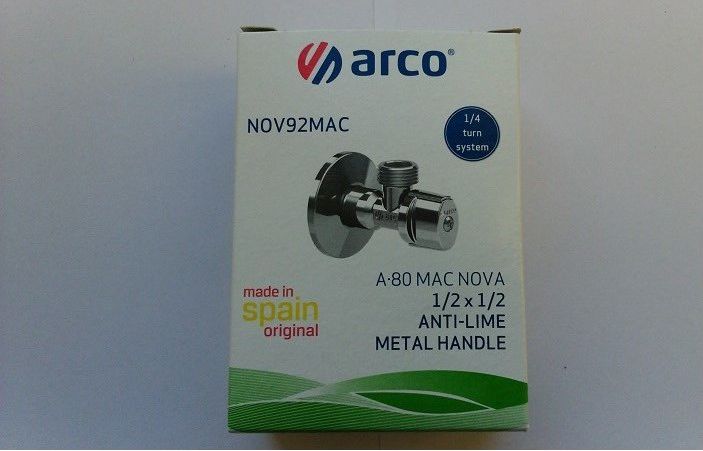 arco®
NOV92MAC
1/4
turn
system
A·80 MAC NOVA
1/2 x 1/2
ANTI-LIME
METAL HANDLE
made in
spain
original